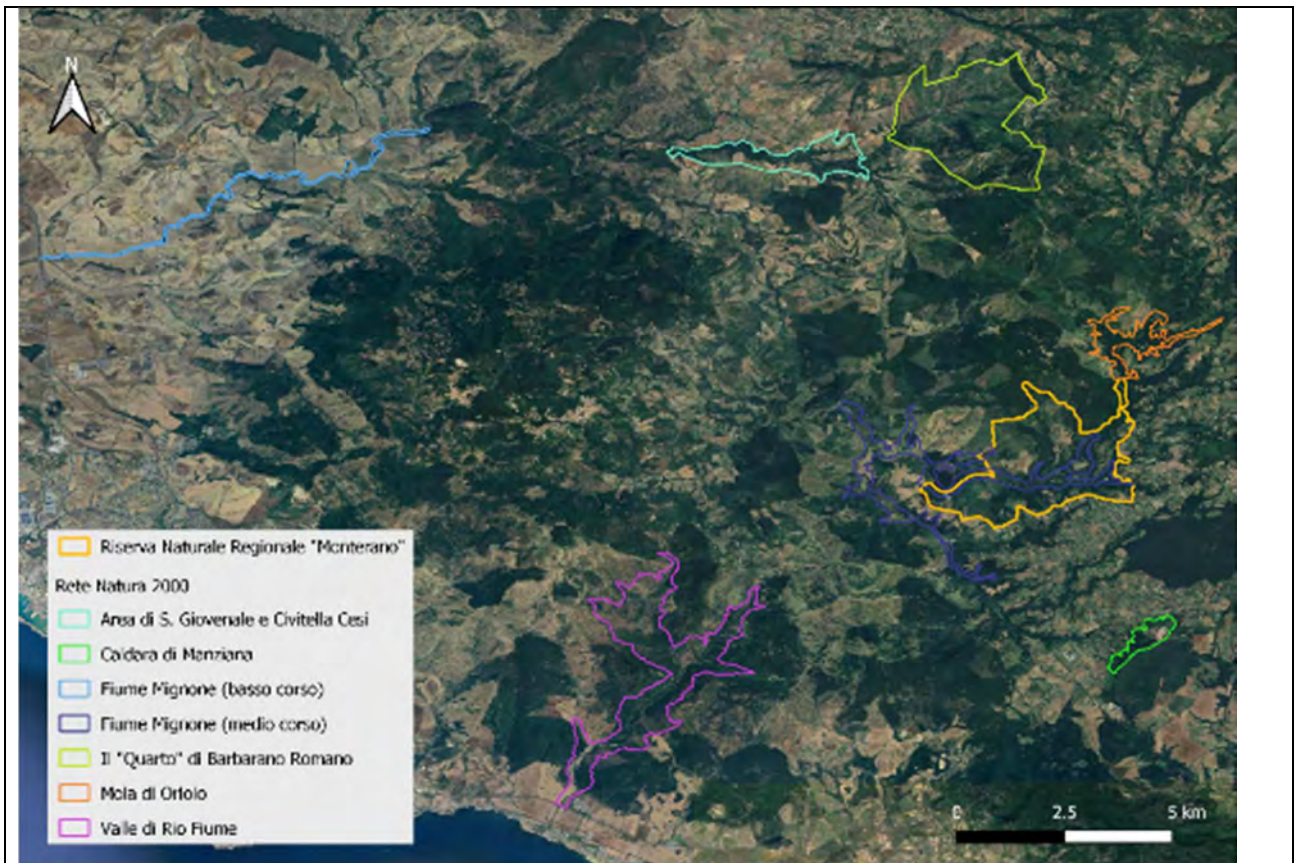 N
Riserva Naturale Regionale "Monterano"
Rete Natura 2000
Area di S. Giovenale e Civitella Cesi
Caldara di Manziana
Fiume Mignone (basso corso)
Fiume Mignone (medio corso)
Il "Quarto" di Barbarano Romano
Mola di Oriolo
Valle di Rio Fiume
0 2.5 5 km